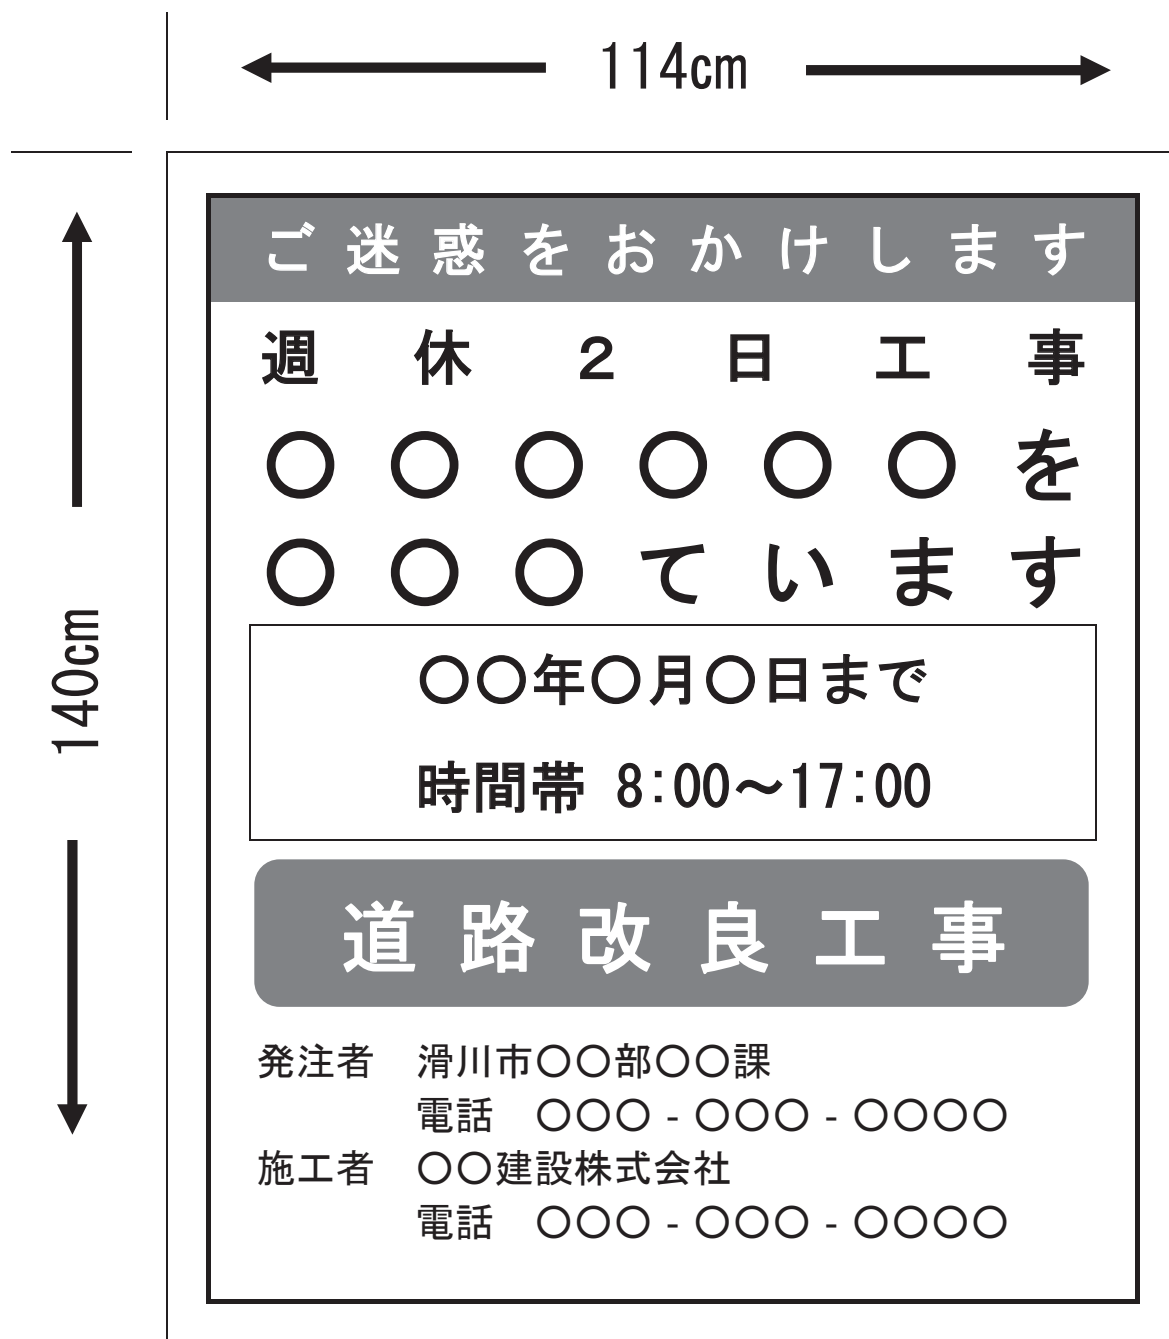 114cm
140cm
ご迷惑をおかけします
週休２日工事
〇〇〇〇〇〇を
〇〇〇ています
〇〇年〇月〇日まで
時間帯 8:00～17:00
道路改良工事
発注者　滑川市〇〇部〇〇課
電話　〇〇〇 - 〇〇〇 - 〇〇〇〇
施工者　〇〇建設株式会社
電話　〇〇〇 - 〇〇〇 - 〇〇〇〇